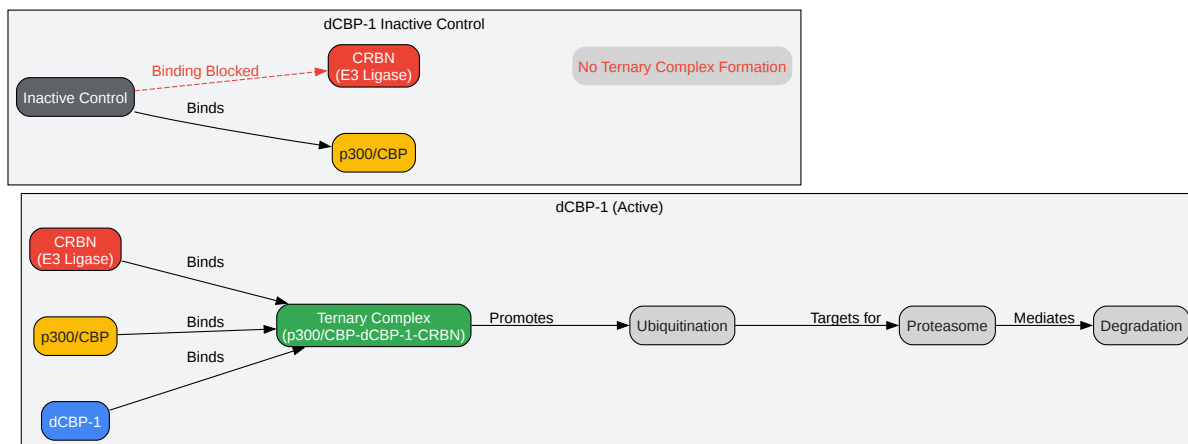 dCBP-1 Inactive Control
Inactive Control
Binding Blocked
CRBN
(E3 Ligase)
No Ternary Complex Formation
Binds
p300/CBP
dCBP-1 (Active)
CRBN
(E3 Ligase)
Binds
p300/CBP
Binds
dCBP-1
Binds
Ternary Complex
(p300/CBP-dCBP-1-CRBN)
Promotes
Ubiquitination
Targets for
Proteasome
Mediates
Degradation